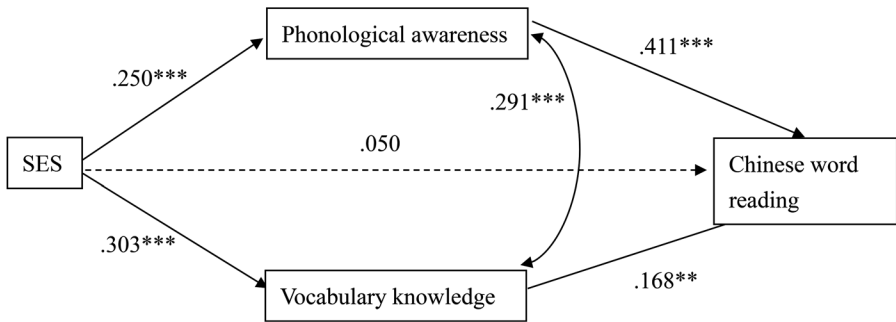 Phonological awareness
.411***
.250***
.291***
SES
.050
Chinese word
reading
.303***
Vocabulary knowledge
.168**